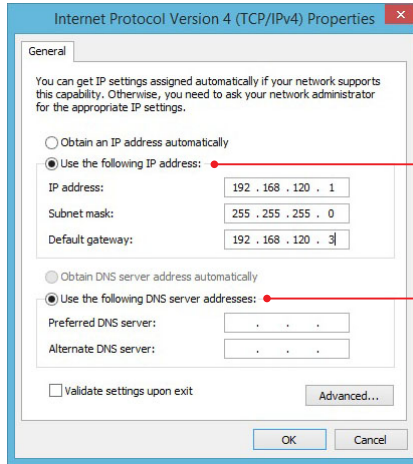 Internet Protocol Version 4 (TCP/IPv4) Properties
General
You can get IP settings assigned automatically if your network supports
this capability. Otherwise, you need to ask your network administrator
for the appropriate IP settings.
Obtain an IP address automatically
Use the following IP address:
IP address: 192 . 168 . 120 . 1
Subnet mask: 255 . 255 . 255 . 0
Default gateway: 192 . 168 . 120 . 3
Obtain DNS server address automatically
Use the following DNS server addresses:
Preferred DNS server: . . .
Alternate DNS server: . . .
Validate settings upon exit
Advanced...
OK Cancel